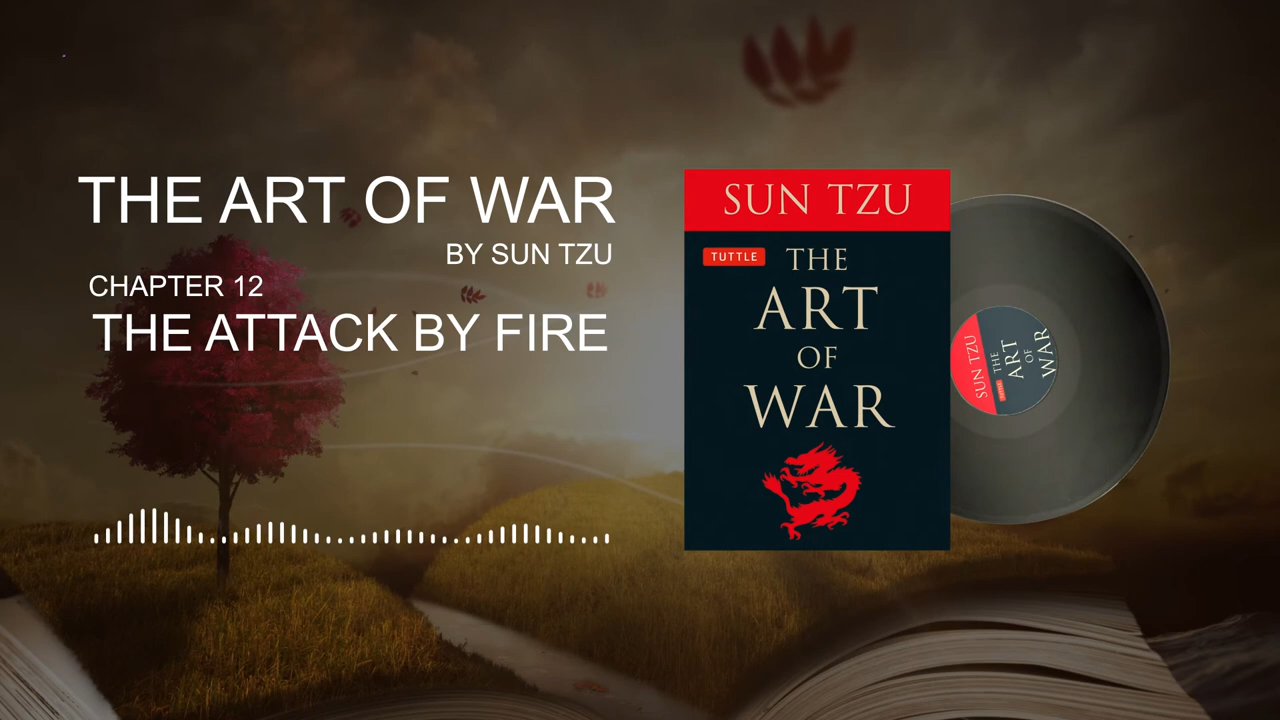 THE ART OF WAR
BY SUN TZU
CHAPTER 12
THE ATTACK BY FIRE
SUN TZU
TUTTLE
THE
ART
OF
WAR
SUN TZU
TUTTLE
THE
ART
OF
WAR